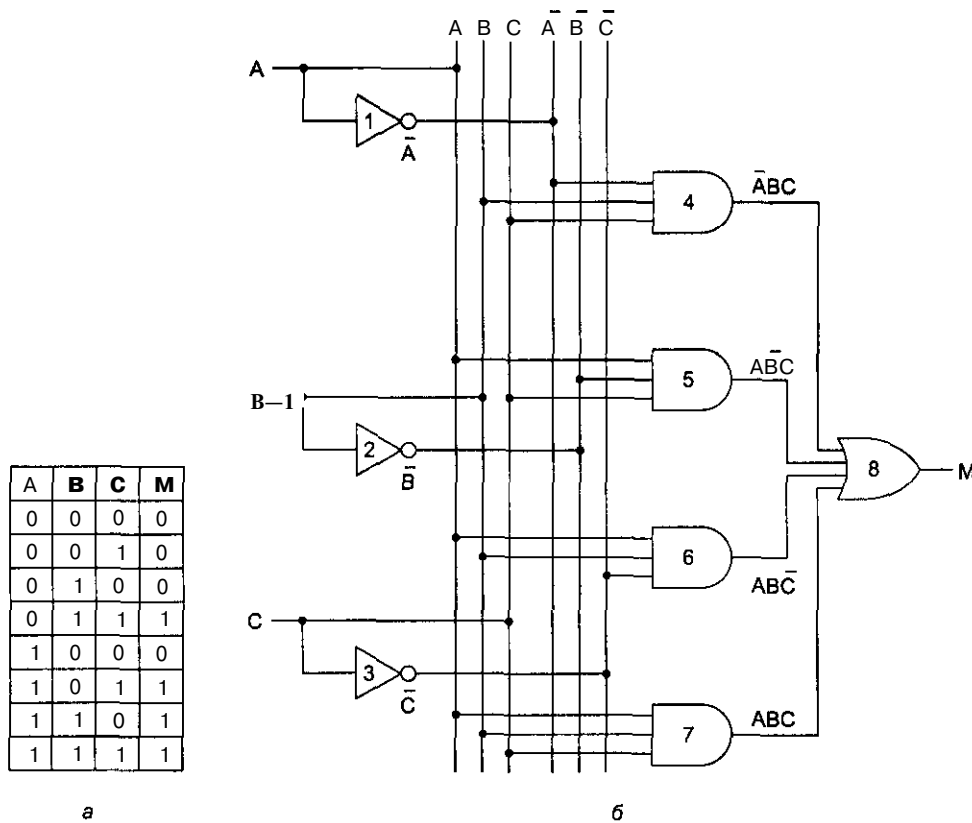 A B C A̅ B̅ C̅
A
1
A̅
4
A̅BC
5
AB̅C
B—1
2
B̅
8
M
6
ABC̅
C
3
C̅
7
ABC
A B C M
0 0 0 0
0 0 1 0
0 1 0 0
0 1 1 1
1 0 0 0
1 0 1 1
1 1 0 1
1 1 1 1
а
б